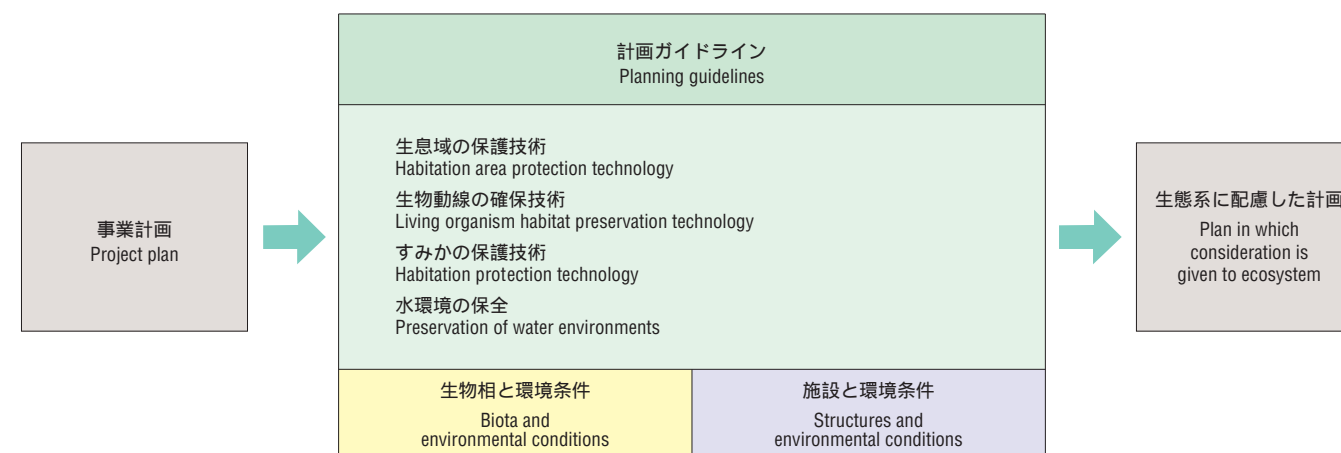 計画ガイドライン
Planning guidelines
事業計画
Project plan
生息域の保護技術
Habitation area protection technology
生物動線の確保技術
Living organism habitat preservation technology
すみかの保護技術
Habitation protection technology
水環境の保全
Preservation of water environments
生物相と環境条件
Biota and
environmental conditions
施設と環境条件
Structures and
environmental conditions
生態系に配慮した計画
Plan in which
consideration is
given to ecosystem